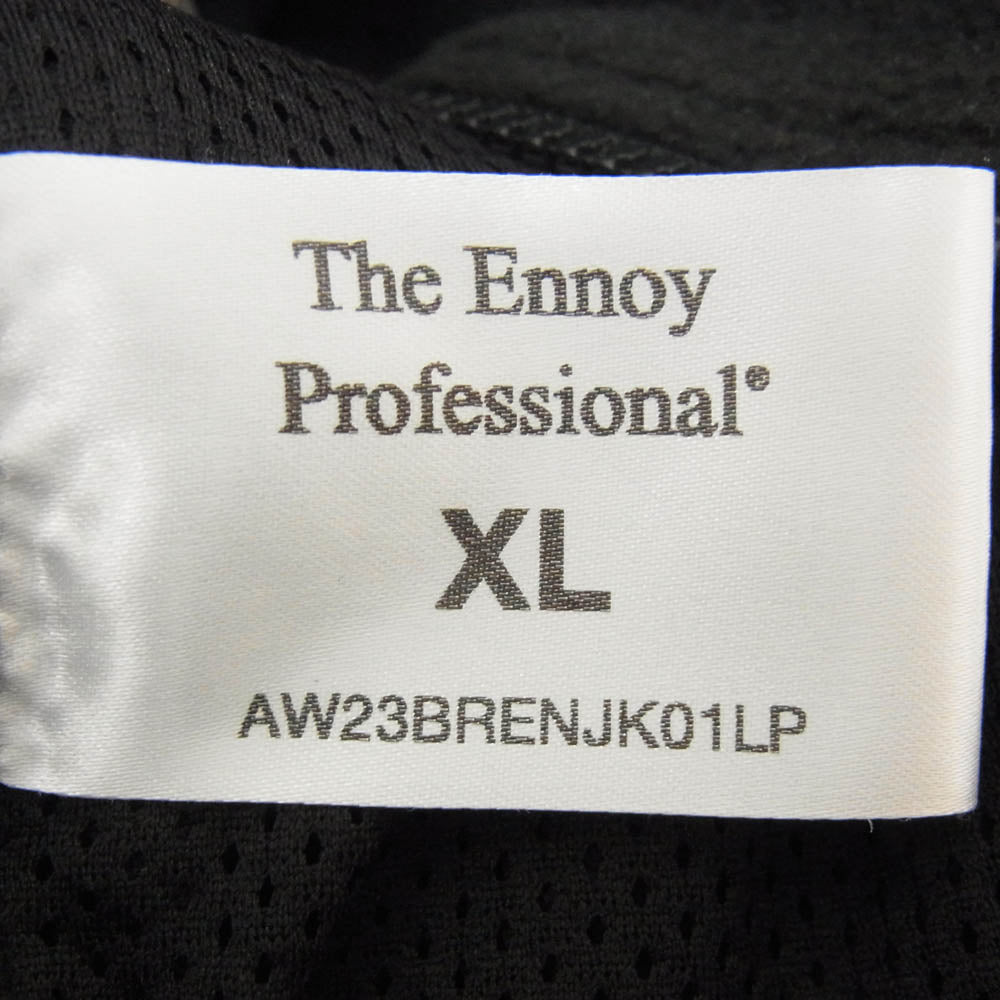 The Ennoy
Professional®
XL
AW23BRENJK01LP